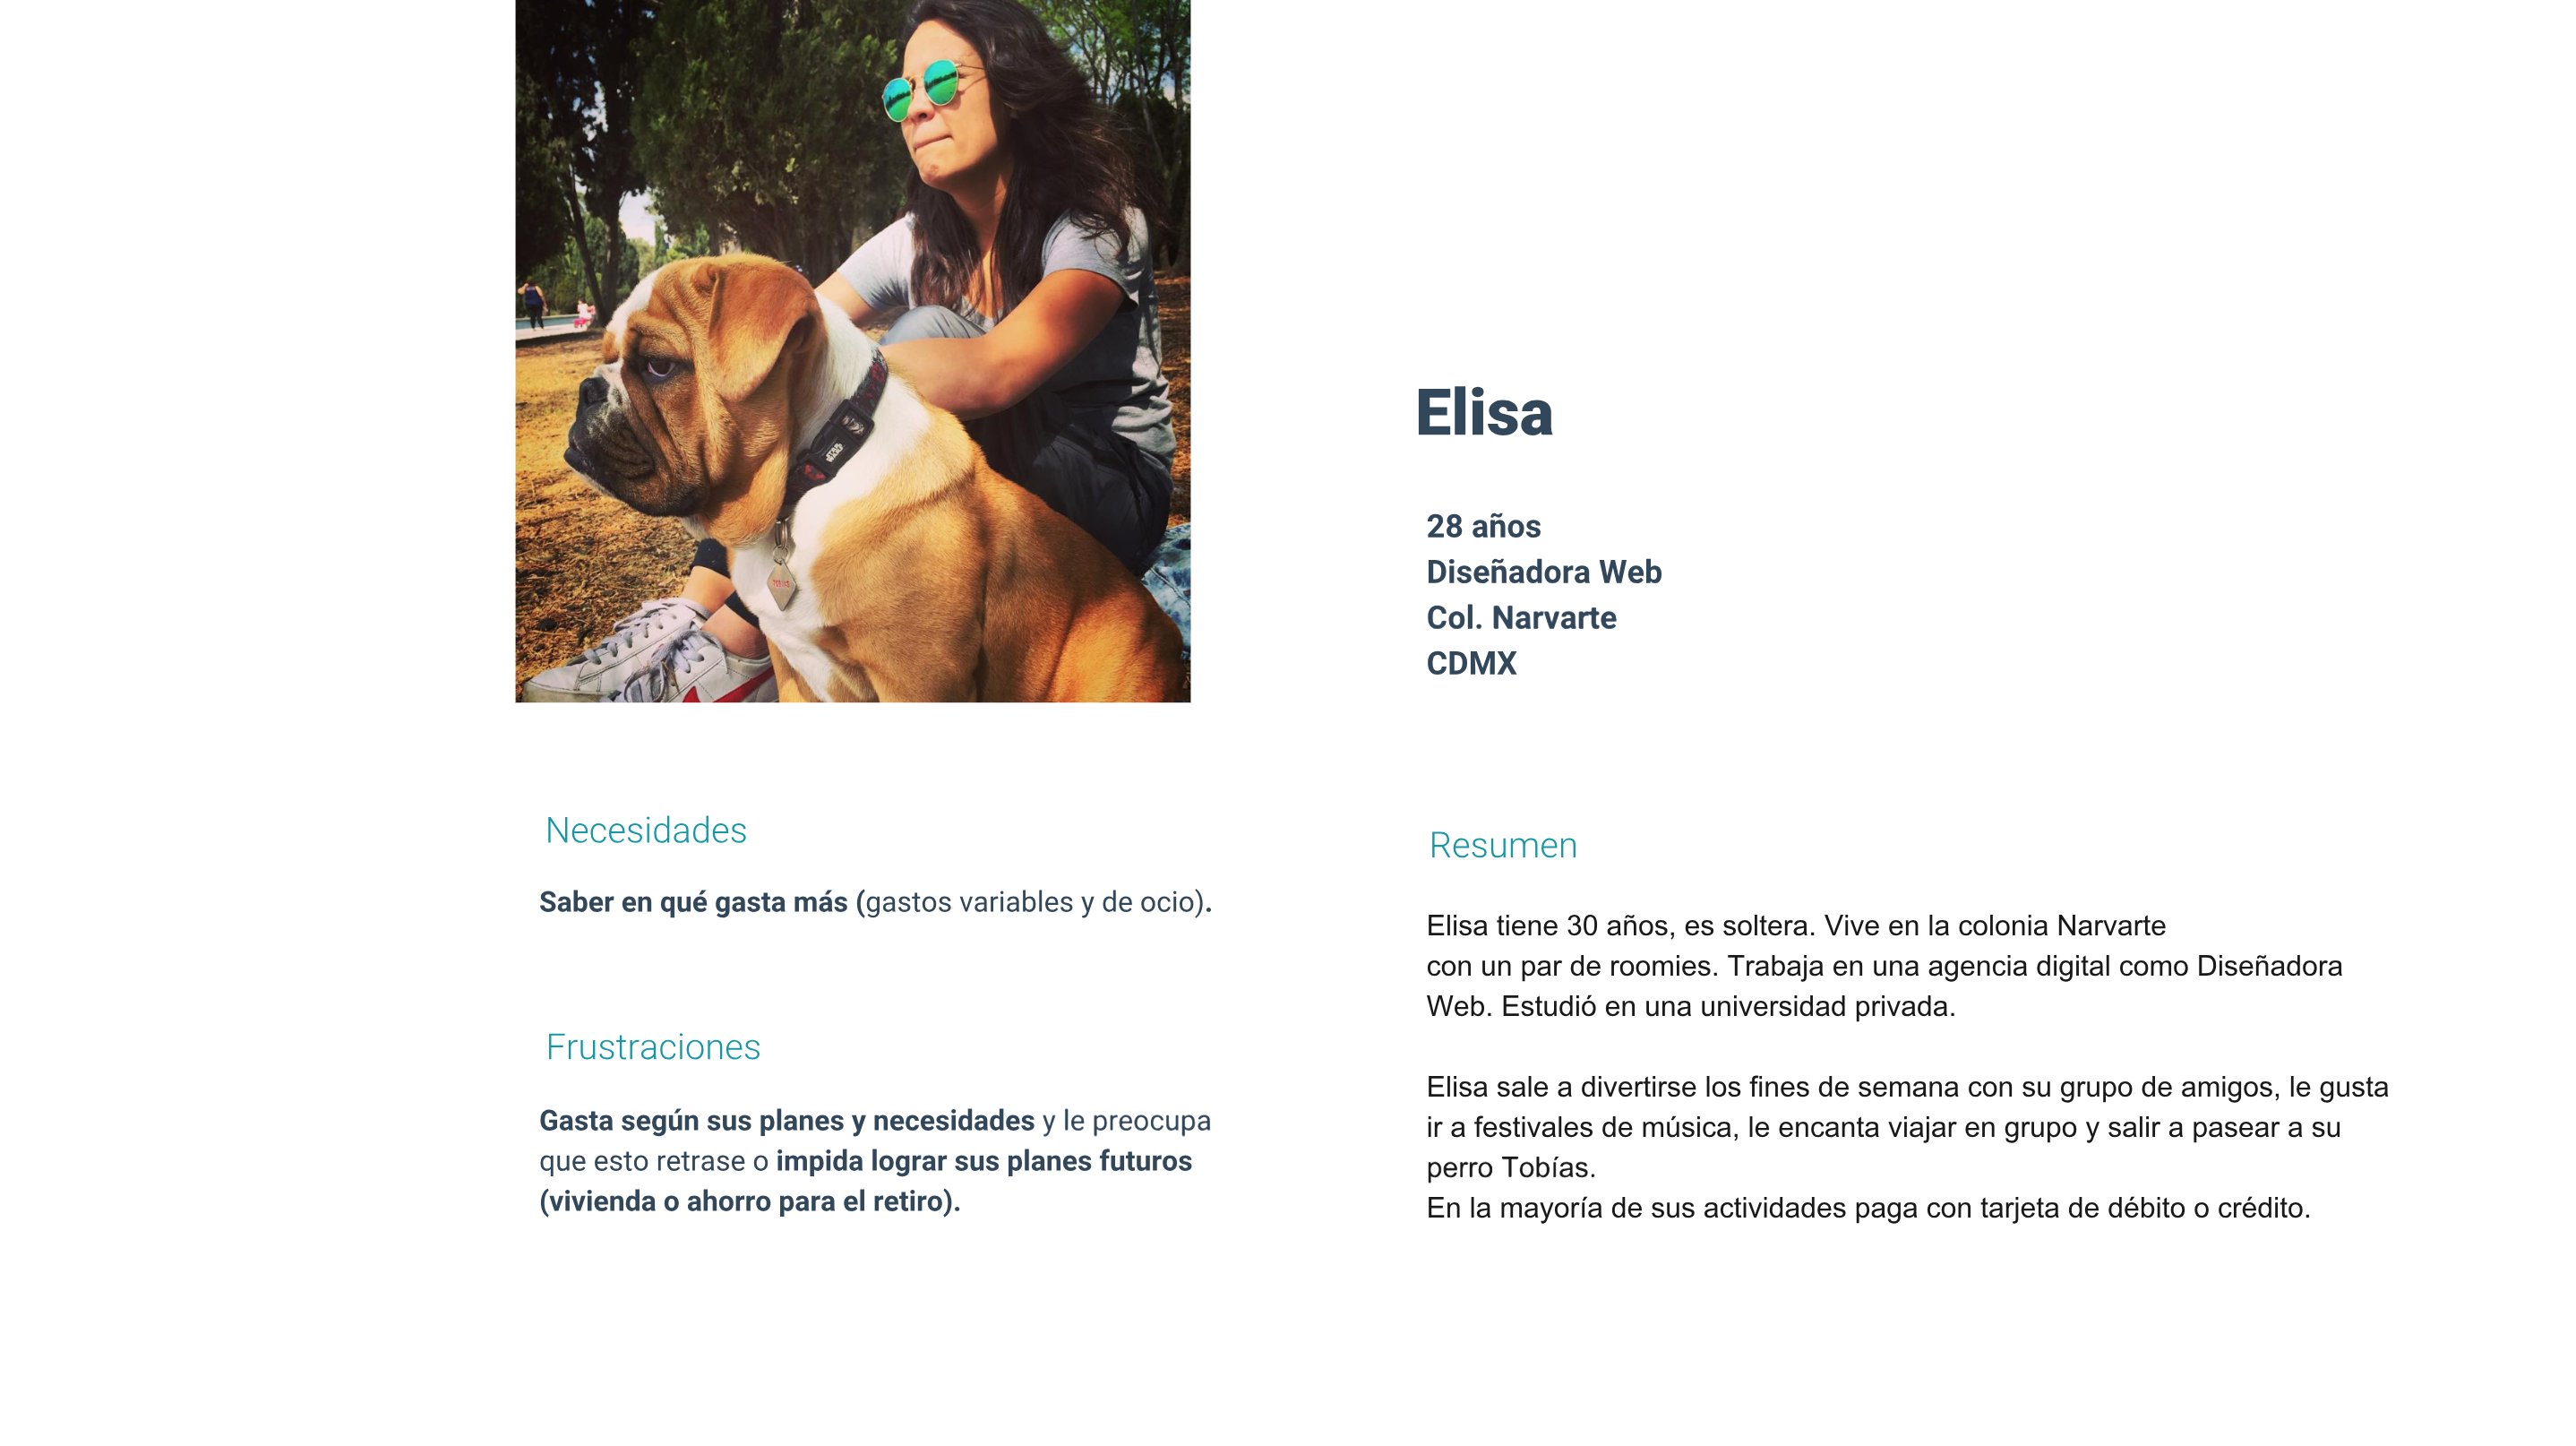 STAR
WARS
TOBIAS
Elisa
28 años
Diseñadora Web
Col. Narvarte
CDMX
Necesidades
Saber en qué gasta más (gastos variables y de ocio).
Frustraciones
Gasta según sus planes y necesidades y le preocupa
que esto retrase o impida lograr sus planes futuros
(vivienda o ahorro para el retiro).
Resumen
Elisa tiene 30 años, es soltera. Vive en la colonia Narvarte
con un par de roomies. Trabaja en una agencia digital como Diseñadora
Web. Estudió en una universidad privada.
Elisa sale a divertirse los fines de semana con su grupo de amigos, le gusta
ir a festivales de música, le encanta viajar en grupo y salir a pasear a su
perro Tobías.
En la mayoría de sus actividades paga con tarjeta de débito o crédito.